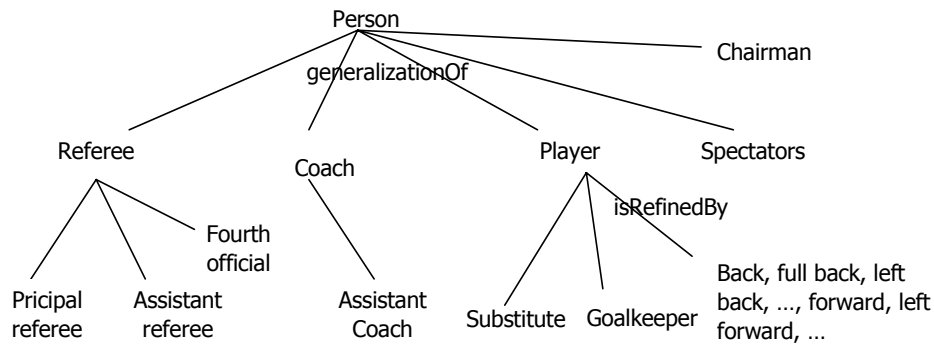 Person
Chairman
generalizationOf
Referee
Coach
Player
Spectators
isRefinedBy
Fourth
official
Pricipal
referee
Assistant
referee
Assistant
Coach
Substitute
Goalkeeper
Back, full back, left
back, ..., forward, left
forward, ...